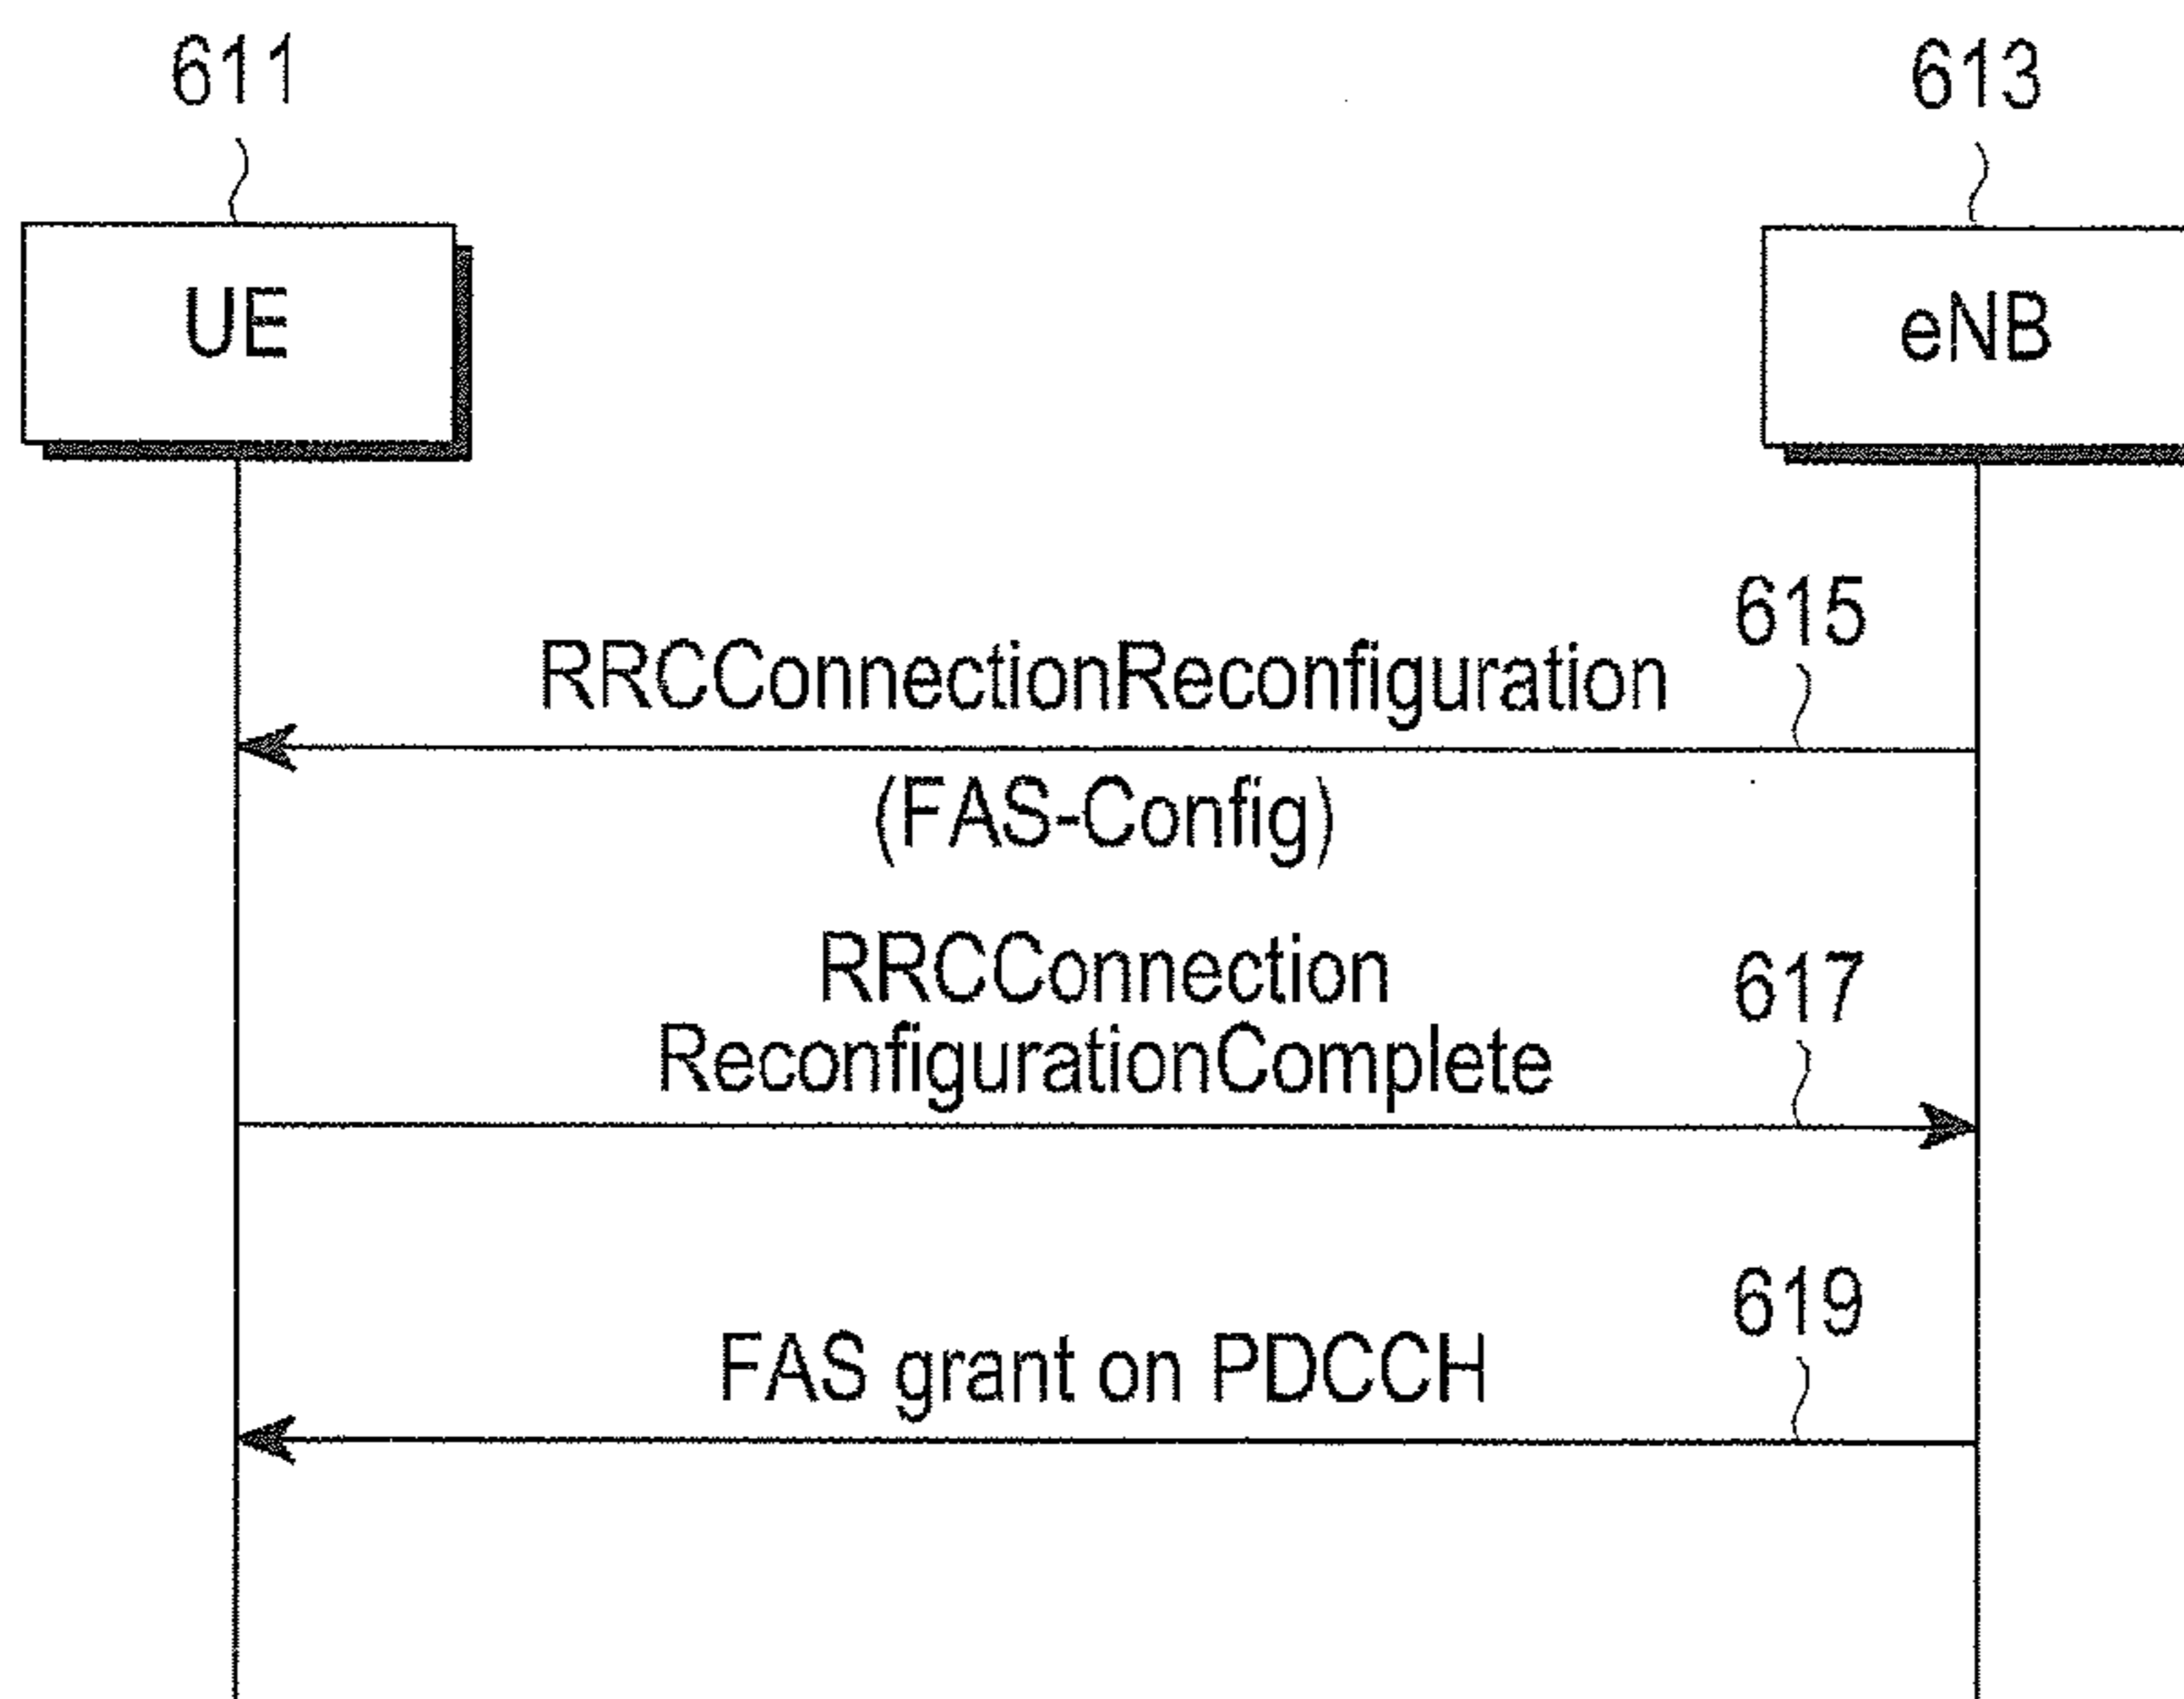 611
613
UE
eNB
615
RRCConnectionReconfiguration
(FAS-Config)
RRCConnection
617
ReconfigurationComplete
619
FAS grant on PDCCH